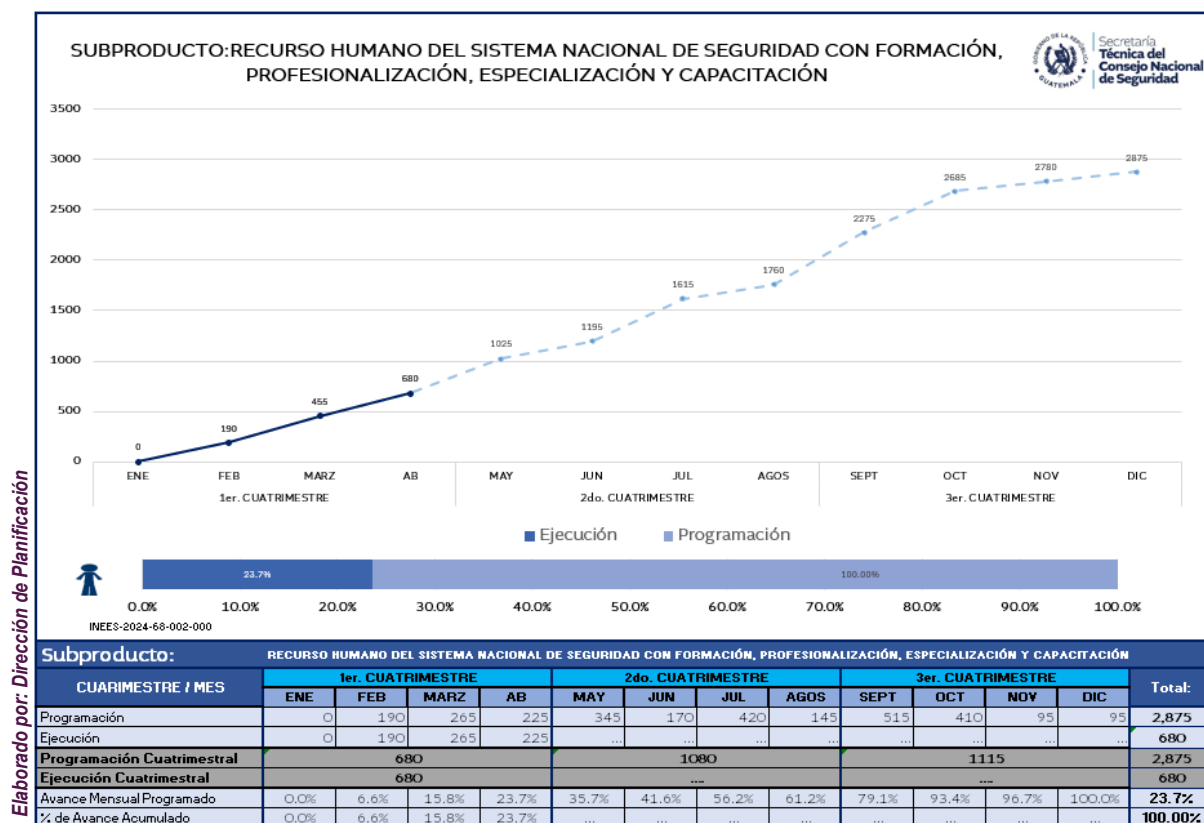 SUBPRODUCTO:RECURSO HUMANO DEL SISTEMA NACIONAL DE SEGURIDAD CON FORMACIÓN,
PROFESIONALIZACIÓN, ESPECIALIZACIÓN Y CAPACITACIÓN
GOBIERNO DE LA REPÚBLICA
GUATEMALA
Secretaría
Técnica del
Consejo Nacional
de Seguridad
3500
3000
2500
2000
1500
1000
500
0
0
190
455
680
1025
1195
1615
1760
2275
2685
2780
2875
ENE FEB MARZ AB MAY JUN JUL AGOS SEPT OCT NOV DIC
1er. CUATRIMESTRE 2do. CUATRIMESTRE 3er. CUATRIMESTRE
Ejecución Programación
23.7% 100.00%
0.0% 10.0% 20.0% 30.0% 40.0% 50.0% 60.0% 70.0% 80.0% 90.0% 100.0%
INEES-2024-68-002-000
Elaborado por: Dirección de Planificación
Subproducto: RECURSO HUMANO DEL SISTEMA NACIONAL DE SEGURIDAD CON FORMACIÓN, PROFESIONALIZACIÓN, ESPECIALIZACIÓN Y CAPACITACIÓN
CUARIMESTRE / MES 1er. CUATRIMESTRE 2do. CUATRIMESTRE 3er. CUATRIMESTRE Total:
ENE FEB MARZ AB MAY JUN JUL AGOS SEPT OCT NOV DIC
Programación 0 190 265 225 345 170 420 145 515 410 95 95 2,875
Ejecución 0 190 265 225 ... ... ... ... ... ... ... ... 680
Programación Cuatrimestral 680 1080 1115 2,875
Ejecución Cuatrimestral 680 .... .... 680
Avance Mensual Programado 0.0% 6.6% 15.8% 23.7% 35.7% 41.6% 56.2% 61.2% 79.1% 93.4% 96.7% 100.0% 23.7%
% de Avance Acumulado 0.0% 6.6% 15.8% 23.7% ... ... ... ... ... ... ... ... 100.00%